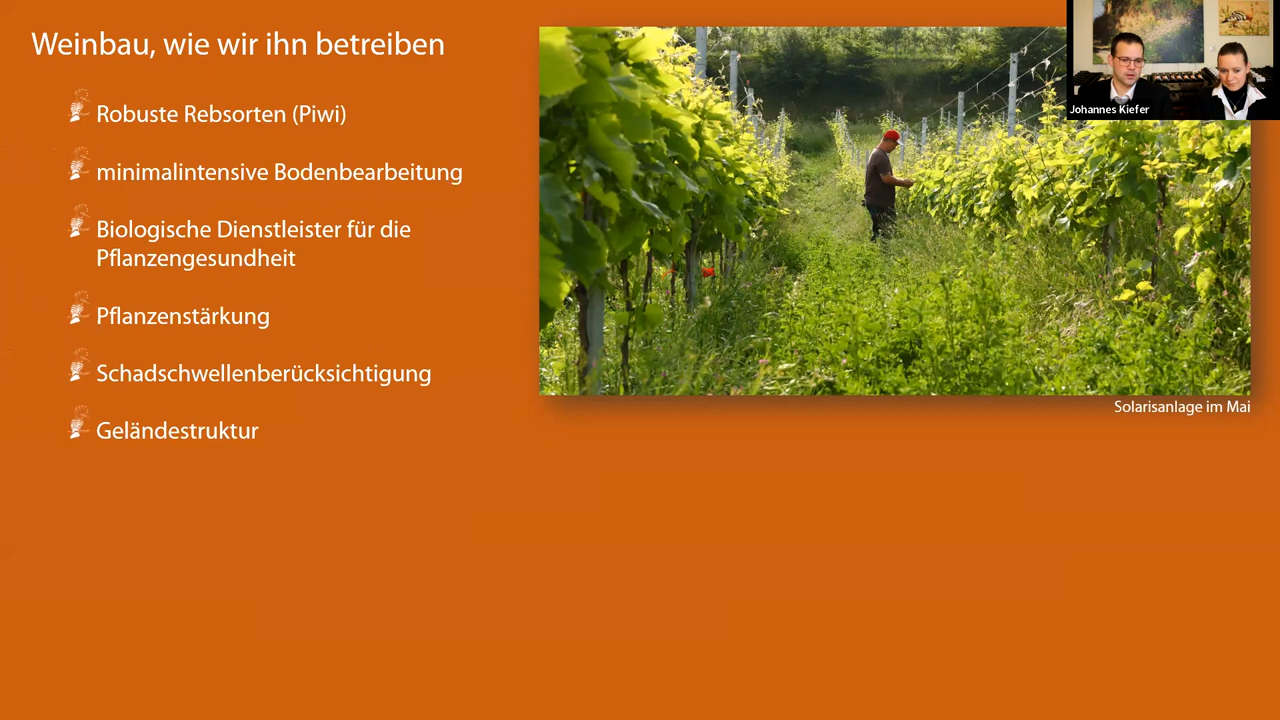 Weinbau, wie wir ihn betreiben
Robuste Rebsorten (Piwi)
minimalintensive Bodenbearbeitung
Biologische Dienstleister für die
Pflanzengesundheit
Pflanzenstärkung
Schadschwellenberücksichtigung
Geländestruktur
Johannes Kiefer
Solarisanlage im Mai